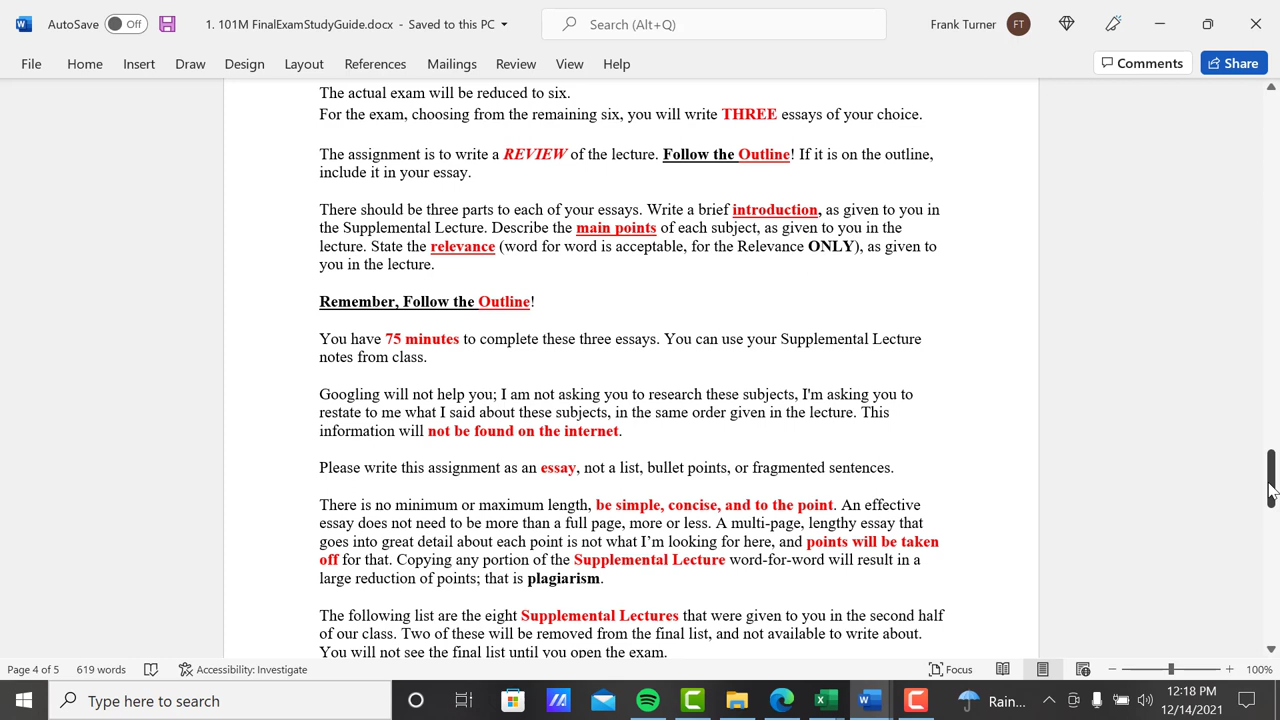 AutoSave Off 1. 101M FinalExamStudyGuide.docx - Saved to this PC Search (Alt+Q) Frank Turner FT
File Home Insert Draw Design Layout References Mailings Review View Help Comments Share
The actual exam will be reduced to six.
For the exam, choosing from the remaining six, you will write THREE essays of your choice.
The assignment is to write a REVIEW of the lecture. Follow the Outline! If it is on the outline,
include it in your essay.
There should be three parts to each of your essays. Write a brief introduction, as given to you in
the Supplemental Lecture. Describe the main points of each subject, as given to you in the
lecture. State the relevance (word for word is acceptable, for the Relevance ONLY), as given to
you in the lecture.
Remember, Follow the Outline!
You have 75 minutes to complete these three essays. You can use your Supplemental Lecture
notes from class.
Googling will not help you; I am not asking you to research these subjects, I'm asking you to
restate to me what I said about these subjects, in the same order given in the lecture. This
information will not be found on the internet.
Please write this assignment as an essay, not a list, bullet points, or fragmented sentences.
There is no minimum or maximum length, be simple, concise, and to the point. An effective
essay does not need to be more than a full page, more or less. A multi-page, lengthy essay that
goes into great detail about each point is not what I’m looking for here, and points will be taken
off for that. Copying any portion of the Supplemental Lecture word-for-word will result in a
large reduction of points; that is plagiarism.
The following list are the eight Supplemental Lectures that were given to you in the second half
of our class. Two of these will be removed from the final list, and not available to write about.
You will not see the final list until you open the exam.
Page 4 of 5 619 words Accessibility: Investigate Focus 100%
Type here to search Rain... 12:18 PM
12/14/2021